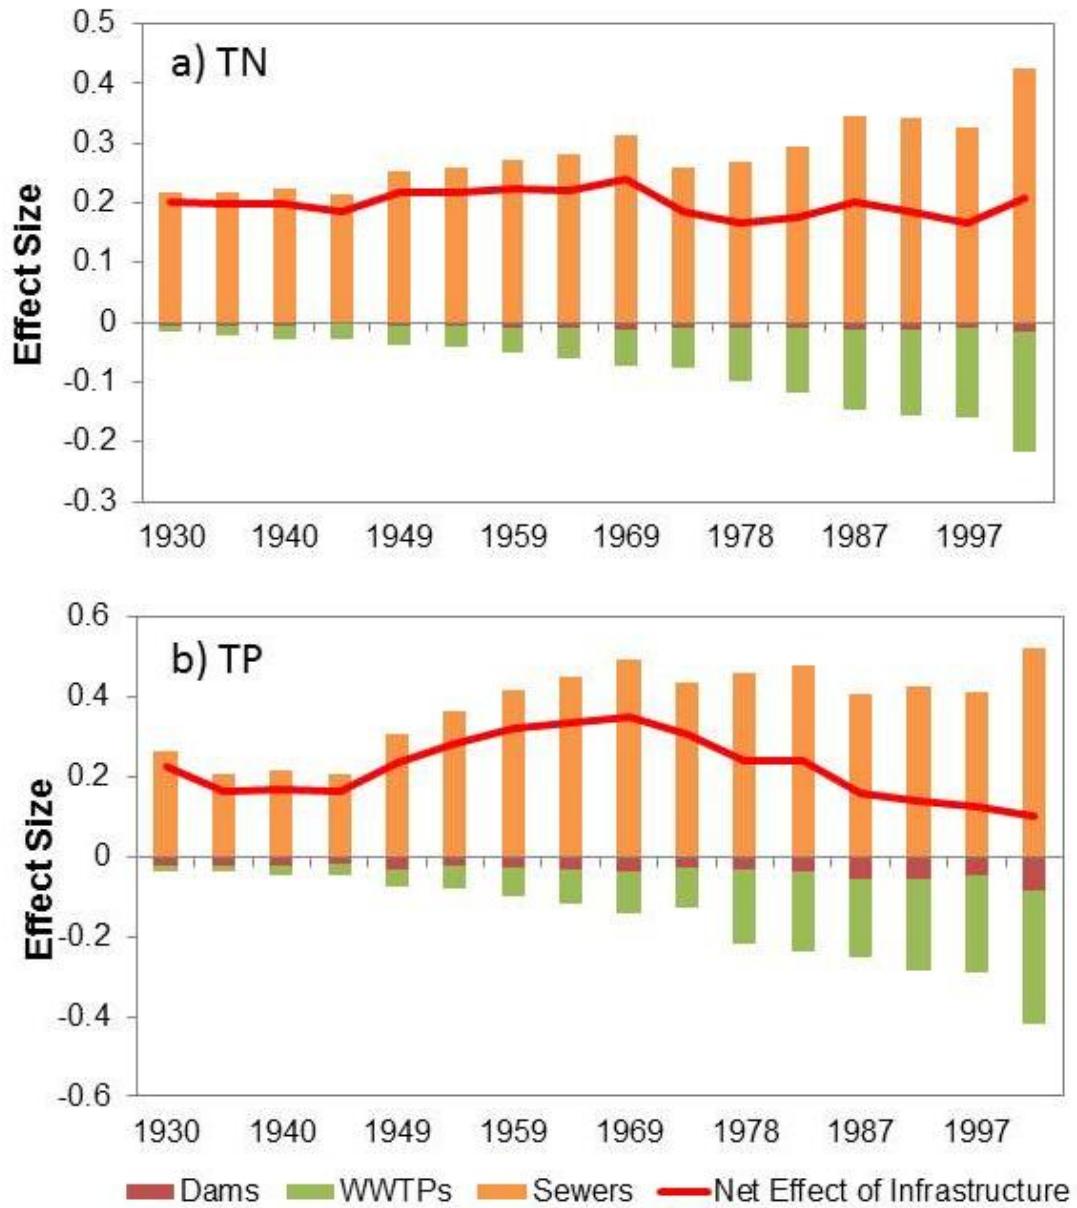 a) TN
0.5
0.4
0.3
0.2
0.1
0
-0.1
-0.2
-0.3
Effect Size
1930 1940 1949 1959 1969 1978 1987 1997
b) TP
0.6
0.4
0.2
0
-0.2
-0.4
-0.6
Effect Size
1930 1940 1949 1959 1969 1978 1987 1997
Dams WWTPs Sewers Net Effect of Infrastructure